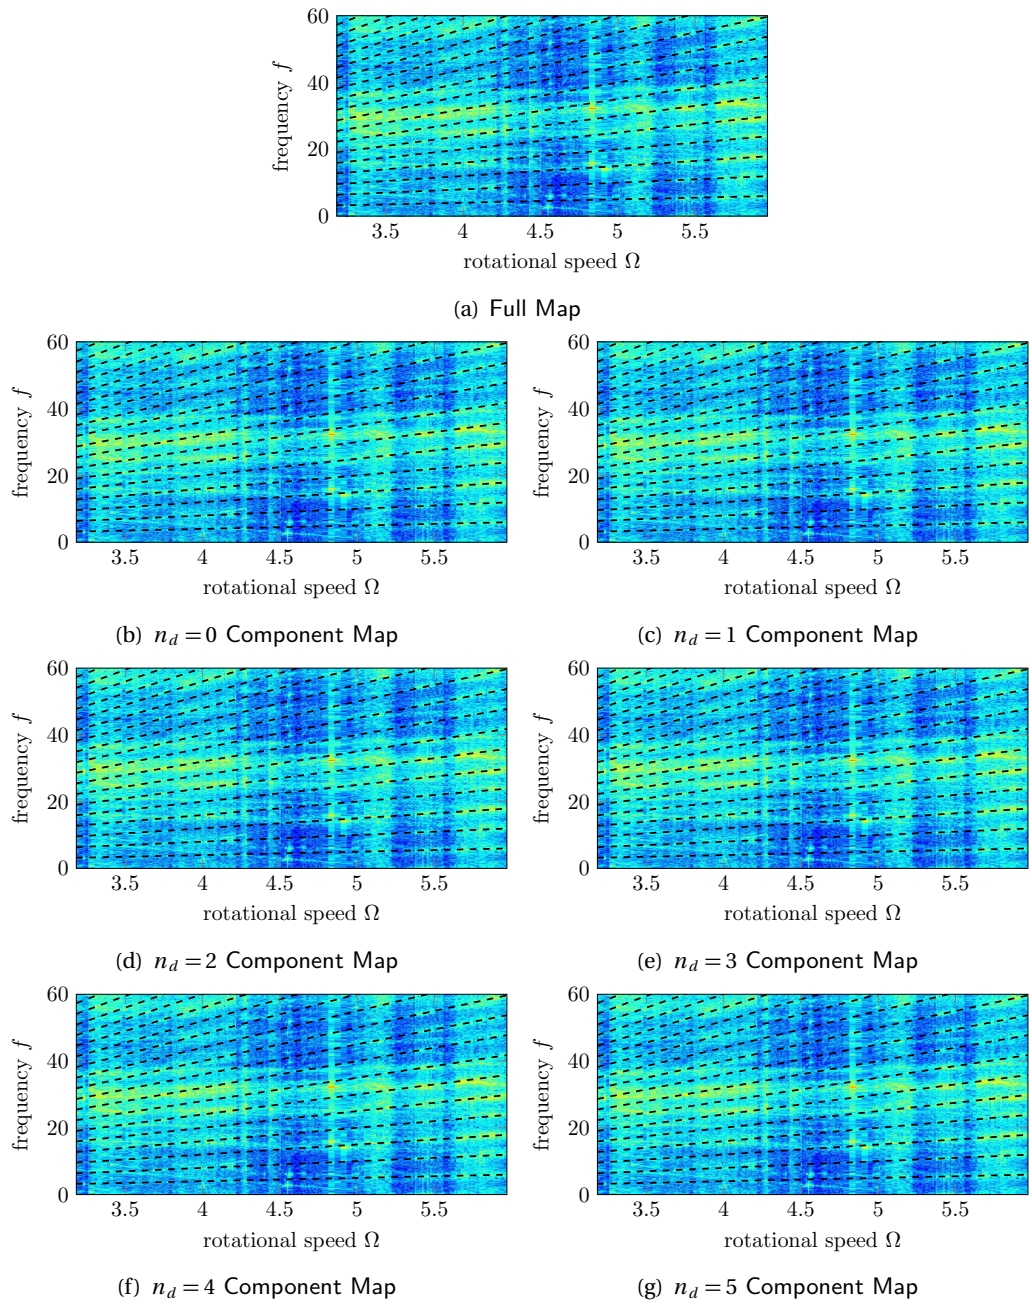 60
40
20
0
frequency f
3.5 4 4.5 5 5.5
rotational speed Ω
(a) Full Map
60
40
20
0
frequency f
3.5 4 4.5 5 5.5
rotational speed Ω
(b) n_d = 0 Component Map
60
40
20
0
frequency f
3.5 4 4.5 5 5.5
rotational speed Ω
(c) n_d = 1 Component Map
60
40
20
0
frequency f
3.5 4 4.5 5 5.5
rotational speed Ω
(d) n_d = 2 Component Map
60
40
20
0
frequency f
3.5 4 4.5 5 5.5
rotational speed Ω
(e) n_d = 3 Component Map
60
40
20
0
frequency f
3.5 4 4.5 5 5.5
rotational speed Ω
(f) n_d = 4 Component Map
60
40
20
0
frequency f
3.5 4 4.5 5 5.5
rotational speed Ω
(g) n_d = 5 Component Map